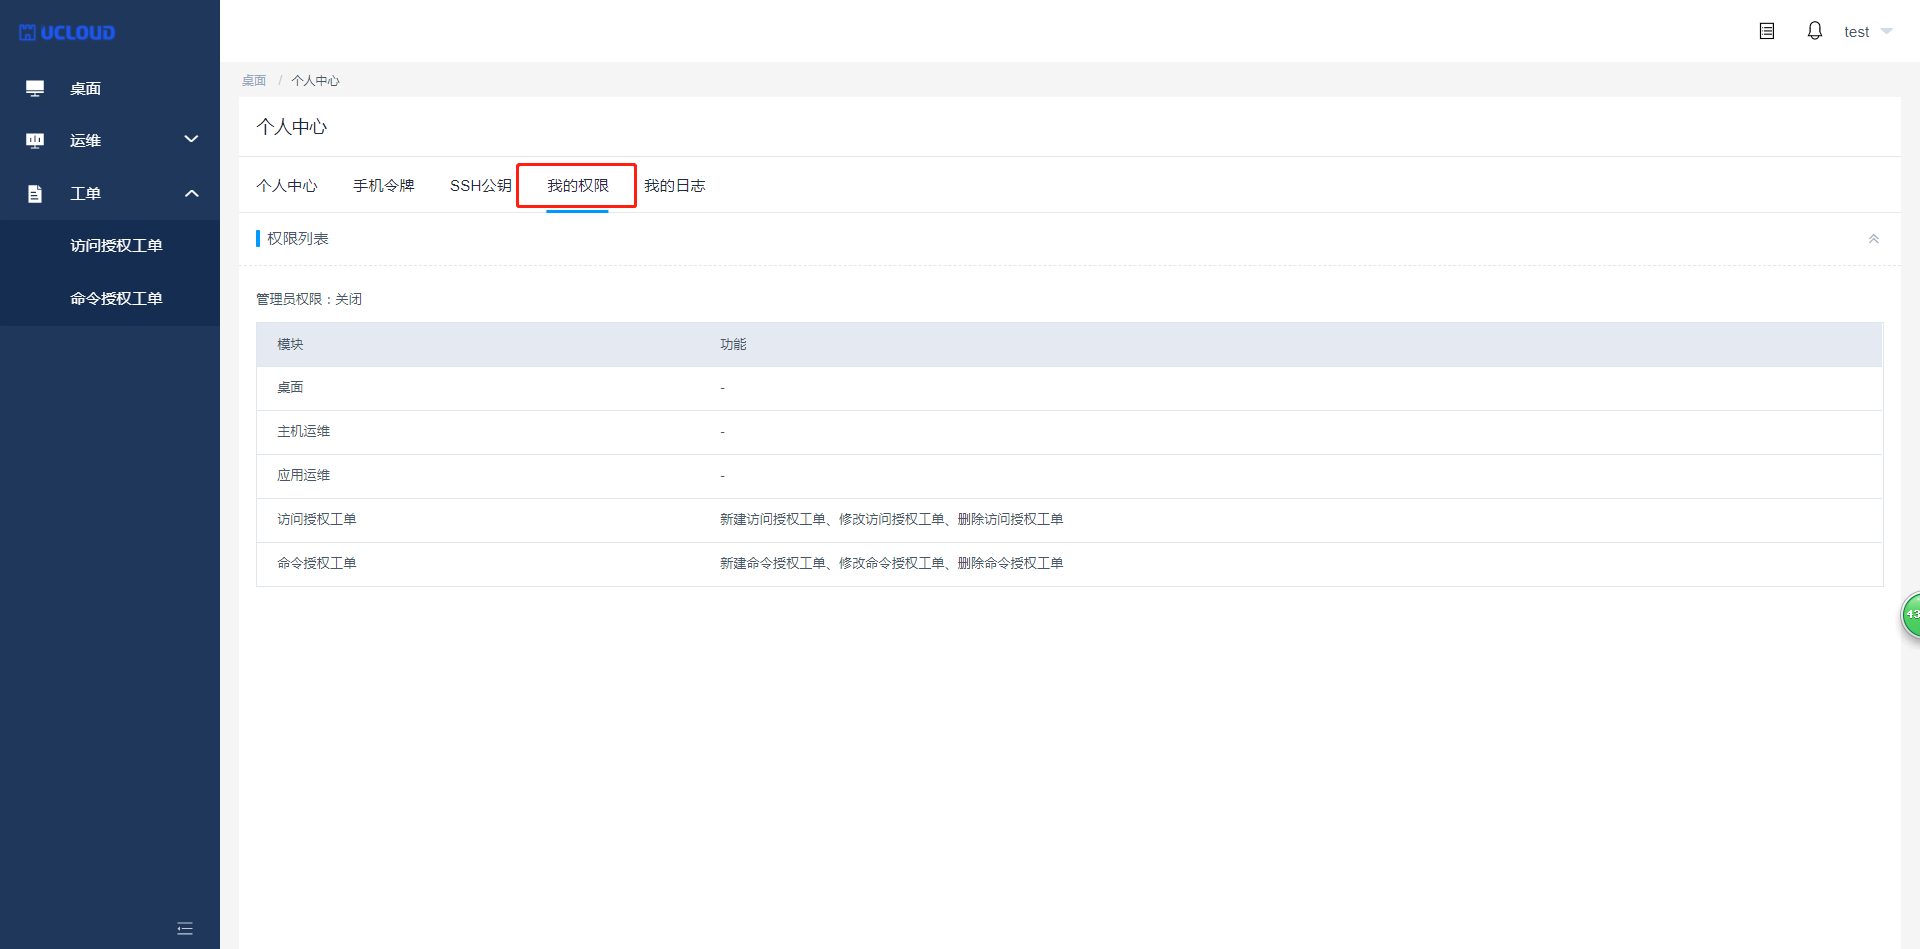 UCLOUD
test
桌面
运维
工单
访问授权工单
命令授权工单
桌面 / 个人中心
个人中心
个人中心 手机令牌 SSH公钥 我的权限 我的日志
权限列表
管理员权限：关闭
模块 功能
桌面 -
主机运维 -
应用运维 -
访问授权工单 新建访问授权工单、修改访问授权工单、删除访问授权工单
命令授权工单 新建命令授权工单、修改命令授权工单、删除命令授权工单
43